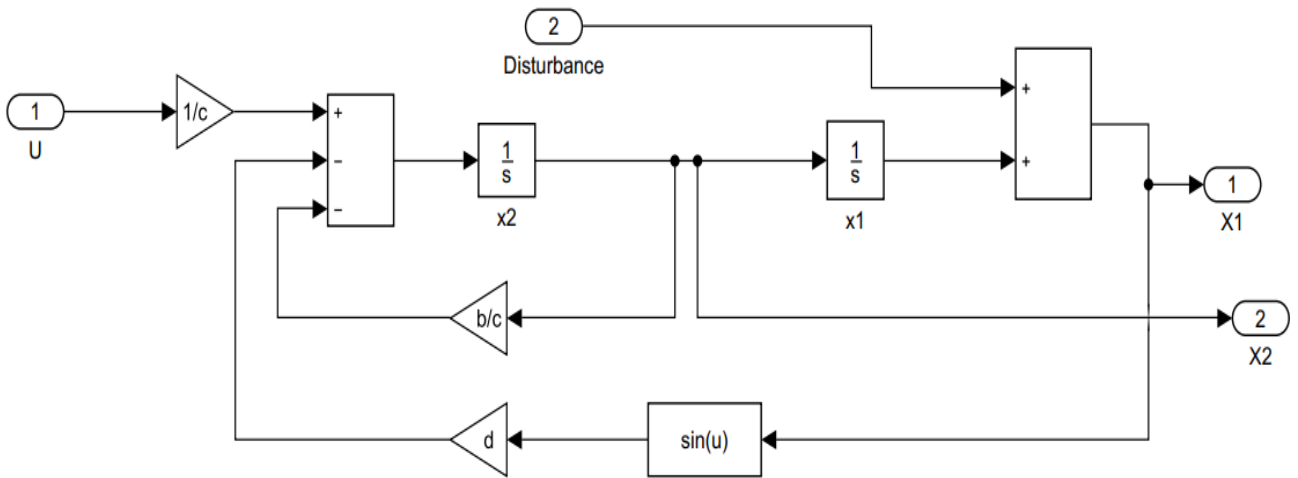 2
Disturbance
1
U
1/c
+
−
−
1
s
x2
1
s
x1
+
+
1
X1
b/c
2
X2
d
sin(u)